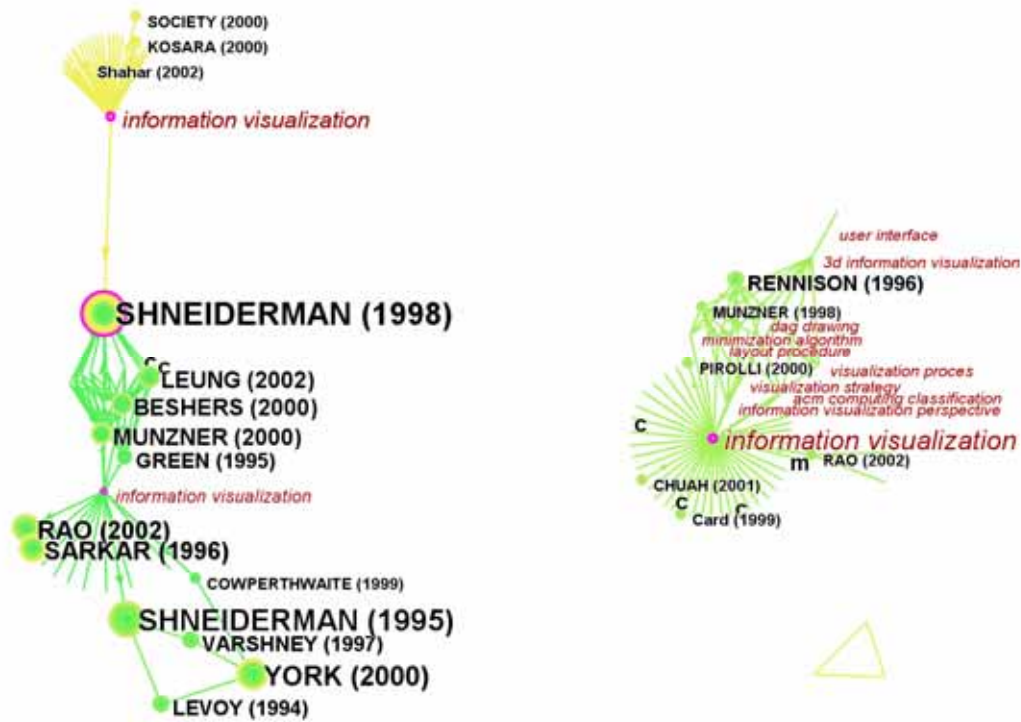 SOCIETY (2000)
KOSARA (2000)
Shahar (2002)
information visualization
SHNEIDERMAN (1998)
c
c
LEUNG (2002)
BESHERS (2000)
MUNZNER (2000)
GREEN (1995)
information visualization
RAO (2002)
SARKAR (1996)
COWPERTHWAITE (1999)
SHNEIDERMAN (1995)
VARSHNEY (1997)
YORK (2000)
LEVOY (1994)
user interface
3d information visualization
RENNISON (1996)
MUNZNER (1998)
dag drawing
minimization algorithm
layout procedure
PIROLLI (2000)
visualization proces
visualization strategy
acm computing classification
information visualization perspective
c
information visualization
m
RAO (2002)
CHUAH (2001)
c
c
Card (1999)